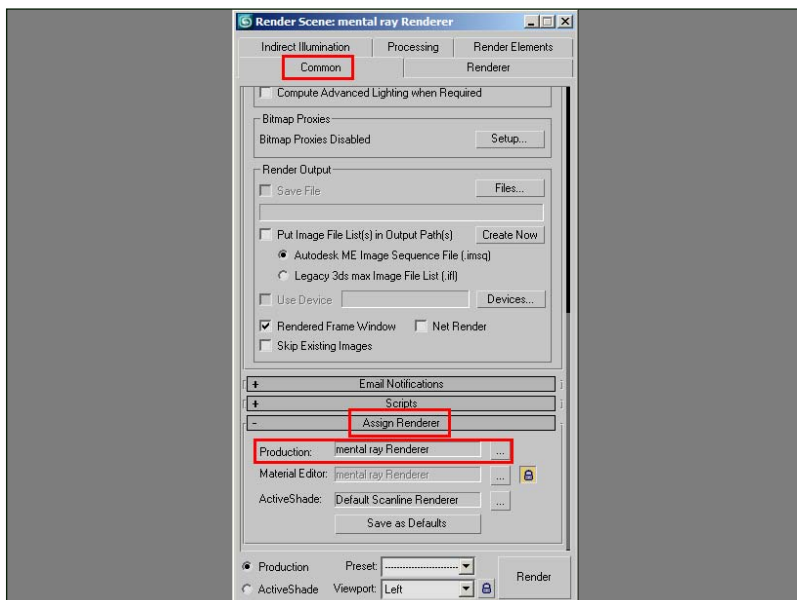 Render Scene: mental ray Renderer
Indirect Illumination Processing Render Elements
Common Renderer
Compute Advanced Lighting when Required
Bitmap Proxies
Bitmap Proxies Disabled Setup...
Render Output
Save File Files...
Put Image File List(s) in Output Path(s) Create Now
Autodesk ME Image Sequence File (.imsq)
Legacy 3ds max Image File List (.ifl)
Use Device Devices...
Rendered Frame Window Net Render
Skip Existing Images
+ Email Notifications
+ Scripts
- Assign Renderer
Production: mental ray Renderer ...
Material Editor: mental ray Renderer ...
ActiveShade: Default Scanline Renderer ...
Save as Defaults
Production Preset: ------------------------ Render
ActiveShade Viewport: Left